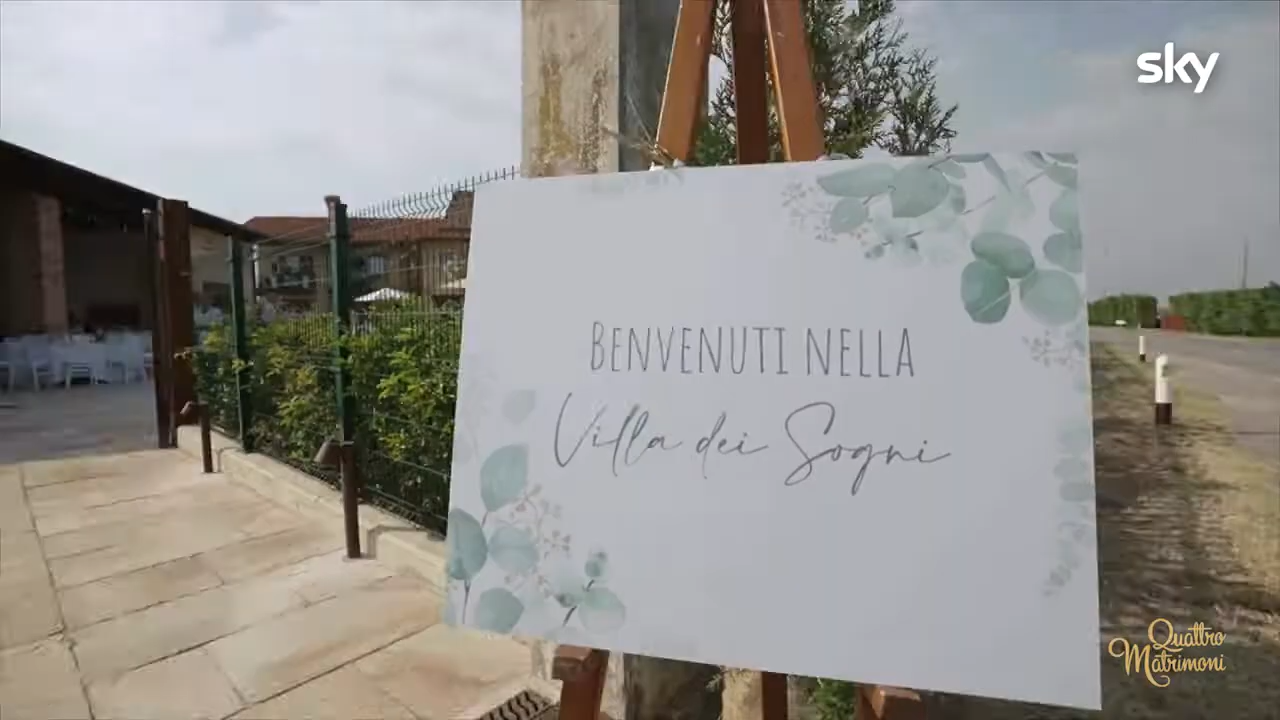 sky
BENVENUTI NELLA
Villa dei Sogni
Quattro
Matrimoni